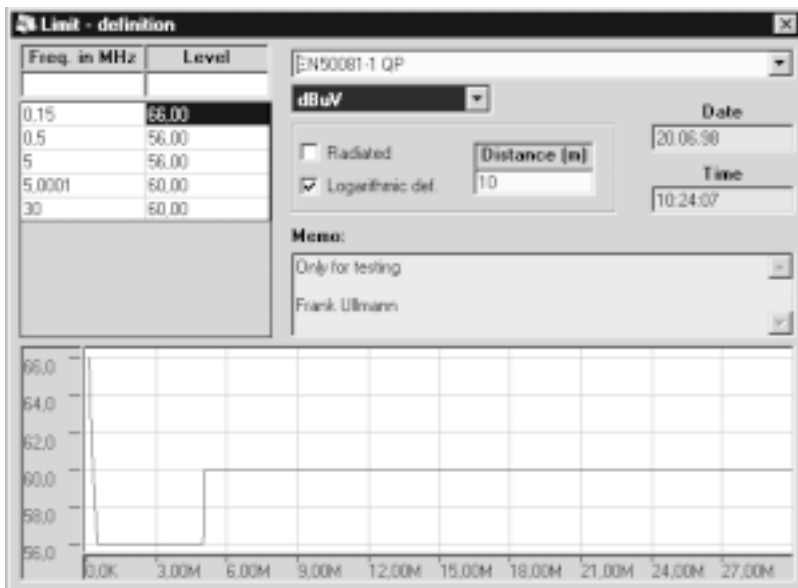 Limit - definition
Freq. in MHz Level
0,15 66,00
0,5 56,00
5 56,00
5,0001 60,00
30 60,00
EN50081-1 QP
dBuV
Radiated
Logarithmic def.
Distance [m]
10
Date
20.06.98
Time
10:24:07
Memo:
Only for testing
Frank Ullmann
66,0
64,0
62,0
60,0
58,0
56,0
0,0K 3,00M 6,00M 9,00M 12,00M 15,00M 18,00M 21,00M 24,00M 27,00M